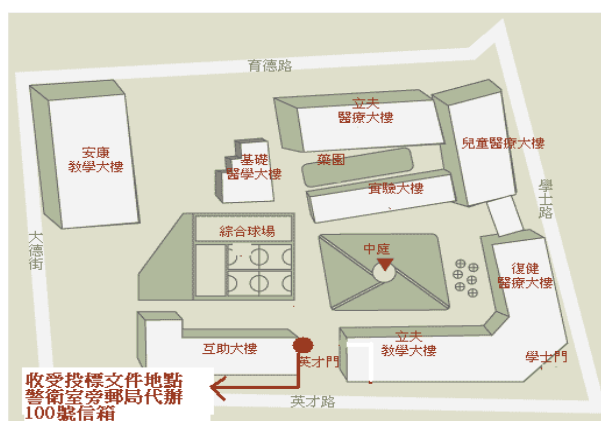 育德路
立夫
醫療大樓
兒童醫療大樓
安康
教學大樓
基礎
醫學大樓
藥園
實驗大樓
學士路
大德街
綜合球場
中庭
復健
醫療大樓
互助大樓
英才門
立夫
教學大樓
學士門
收受投標文件地點
警衛室旁郵局代辦
100號信箱
英才路